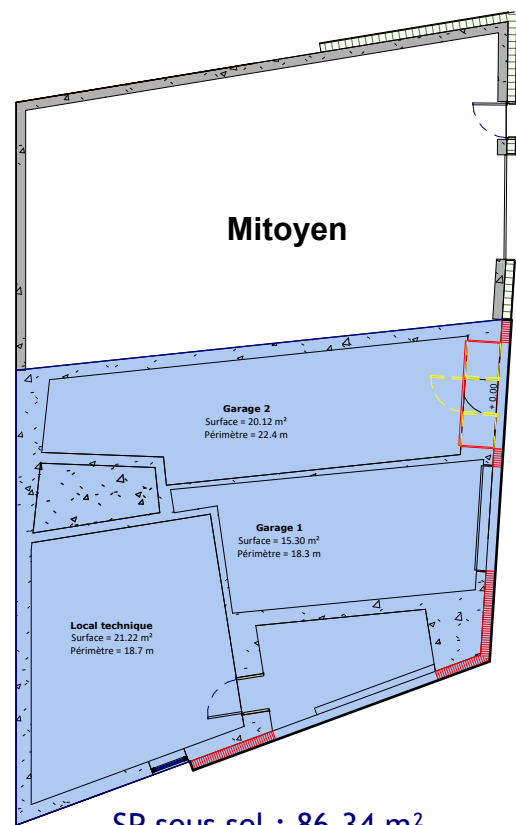 Mitoyen
+ 0.00
Garage 2
Surface = 20.12 m²
Périmètre = 22.4 m
Garage 1
Surface = 15.30 m²
Périmètre = 18.3 m
Local technique
Surface = 21.22 m²
Périmètre = 18.7 m
SP sous sol : 86.34 m²